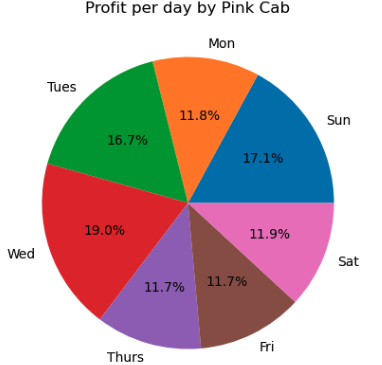 Profit per day by Pink Cab
Mon
Tues
Sun
11.8%
16.7%
17.1%
19.0%
11.9%
Wed
11.7%
11.7%
Sat
Thurs
Fri